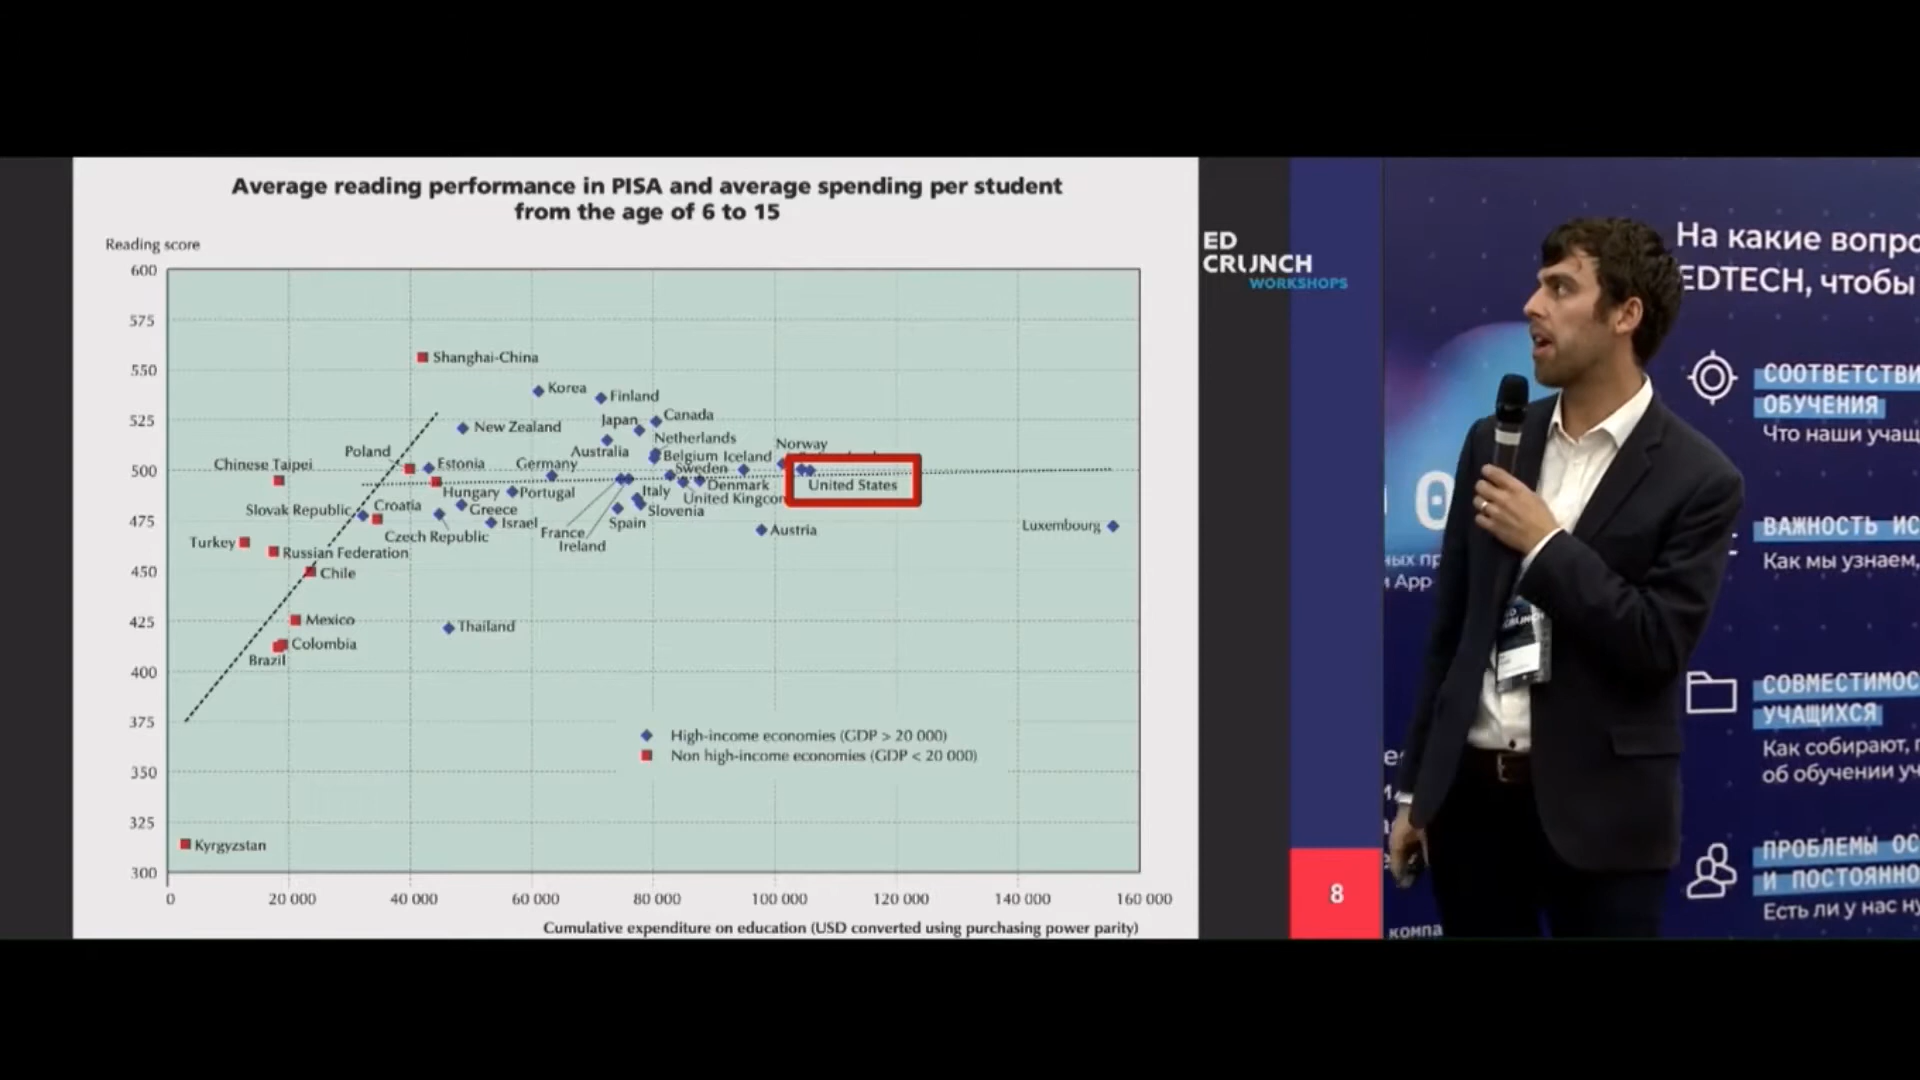 Average reading performance in PISA and average spending per student
from the age of 6 to 15
Reading score
600
575
550
525
500
475
450
425
400
375
350
325
300
Shanghai-China
Korea
Finland
Canada
Japan
New Zealand
Netherlands
Norway
Australia
Poland
Belgium
Iceland
Chinese Taipei
Estonia
Germany
Sweden
United States
Denmark
Hungary
Portugal
Italy
United Kingdom
Slovak Republic
Croatia
Greece
Slovenia
Israel
Spain
Luxembourg
Austria
Czech Republic
France
Ireland
Turkey
Russian Federation
Chile
Mexico
Thailand
Colombia
Brazil
High-income economies (GDP > 20 000)
Non high-income economies (GDP < 20 000)
Kyrgyzstan
0
20 000
40 000
60 000
80 000
100 000
120 000
140 000
160 000
Cumulative expenditure on education (USD converted using purchasing power parity)
ED
CRUNCH
WORKSHOPS
8
На какие вопро
EDTECH, чтобы
СООТВЕТСТВИ
ОБУЧЕНИЯ
Что наши учащ
ВАЖНОСТЬ ИС
Как мы узнаем,
СОВМЕСТИМОС
УЧАЩИХСЯ
Как собирают, п
об обучении уч
ПРОБЛЕМЫ ОС
И ПОСТОЯННО
Есть ли у нас ну
ных пр
и App
компа